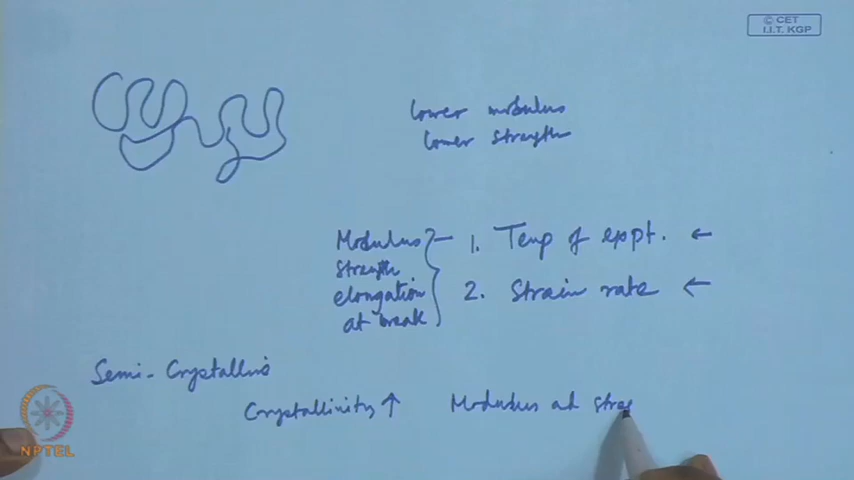 © CET
I.I.T. KGP
lower modulus
lower strength
Modulus
strength
elongation
at break
1. Temp of expt. ←
2. Strain rate ←
Semi-Crystalline
Crystallinity ↑ Modulus at stre
NPTEL